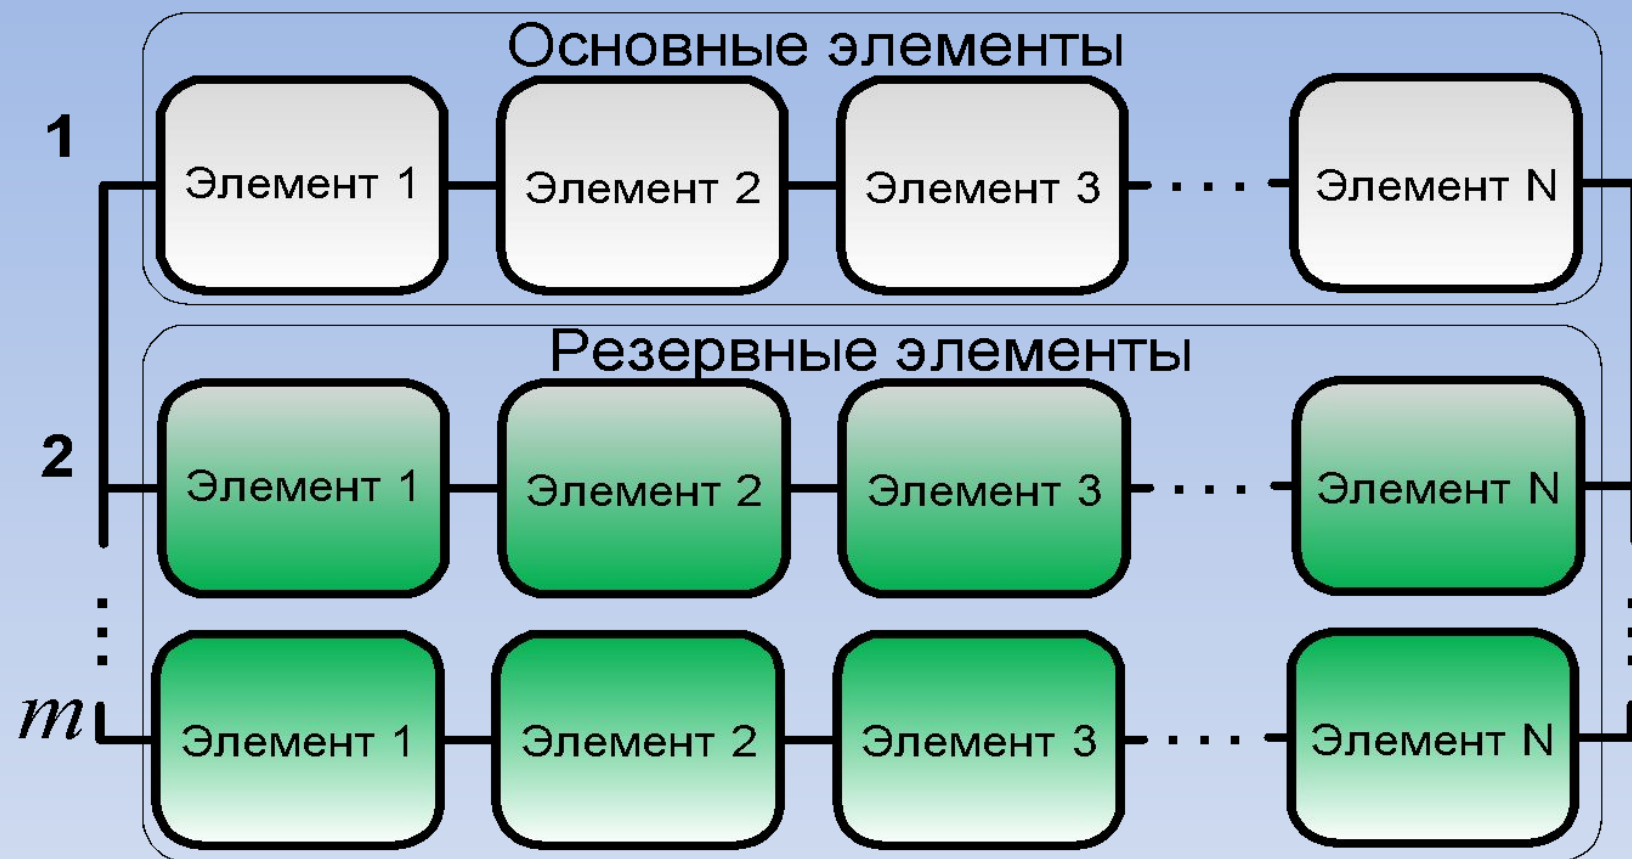 Основные элементы
1
Элемент 1 Элемент 2 Элемент 3 . . . Элемент N
Резервные элементы
2
Элемент 1 Элемент 2 Элемент 3 . . . Элемент N
m
Элемент 1 Элемент 2 Элемент 3 . . . Элемент N